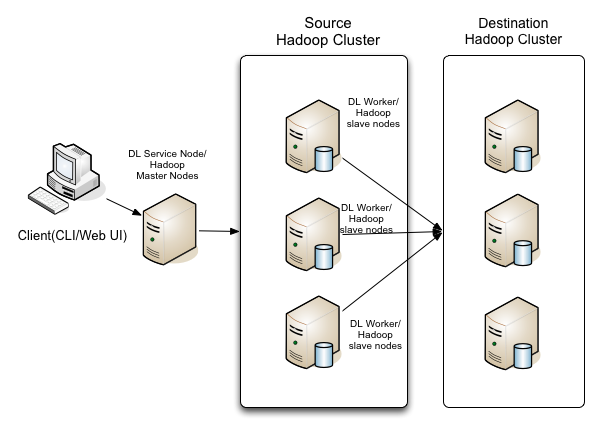 Source
Hadoop Cluster
Destination
Hadoop Cluster
DL Worker/
Hadoop
slave nodes
DL Service Node/
Hadoop
Master Nodes
Client(CLI/Web UI)
DL Worker/
Hadoop
slave nodes
DL Worker/
Hadoop
slave nodes